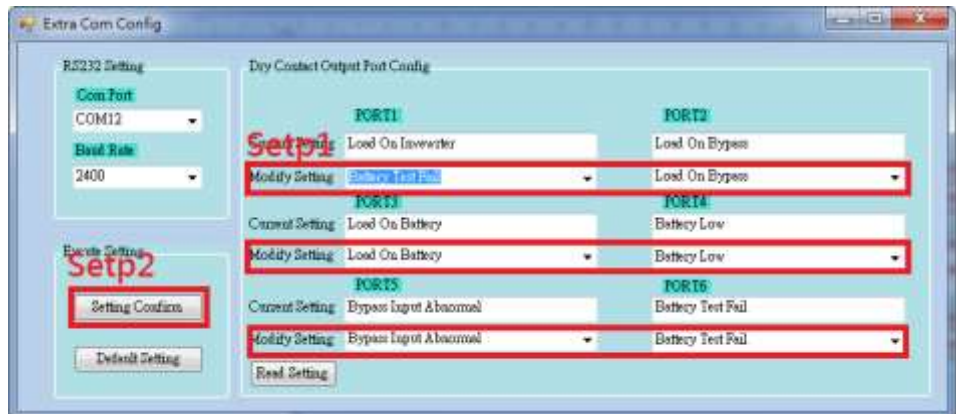 Extra Com Config
RS232 Setting
Com Port
COM12
Baud Rate
2400
Setting
Setp2
Setting Confirm
Default Setting
Dry Contact Output Port Config
PORT1 PORT2
Setp1 Load On Invewrter Load On Bypass
Modify Setting Battery Test Fail Load On Bypass
PORT3 PORT4
Current Setting Load On Battery Battery Low
Modify Setting Load On Battery Battery Low
PORT5 PORT6
Current Setting Bypass Input Abnormal Battery Test Fail
Modify Setting Bypass Input Abnormal Battery Test Fail
Read Setting